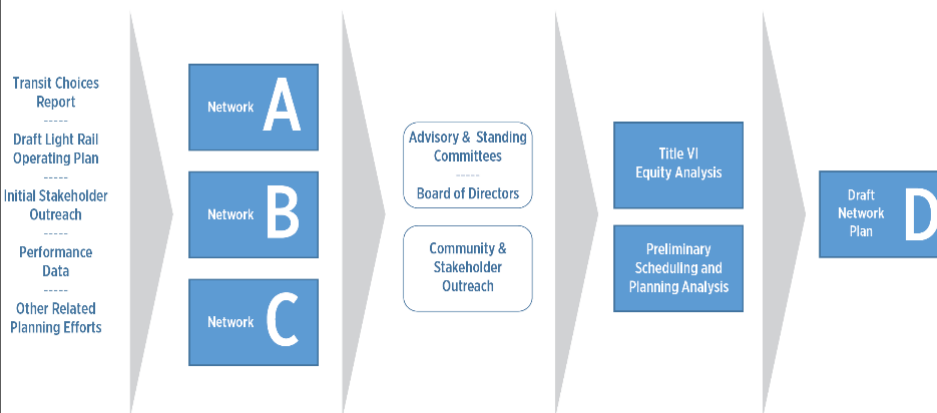 Transit Choices
Report
-----
Draft Light Rail
Operating Plan
-----
Initial Stakeholder
Outreach
-----
Performance
Data
-----
Other Related
Planning Efforts
Network A
Network B
Network C
Advisory & Standing
Committees
-----
Board of Directors
Community &
Stakeholder
Outreach
Title VI
Equity Analysis
Preliminary
Scheduling and
Planning Analysis
Draft
Network
Plan
D